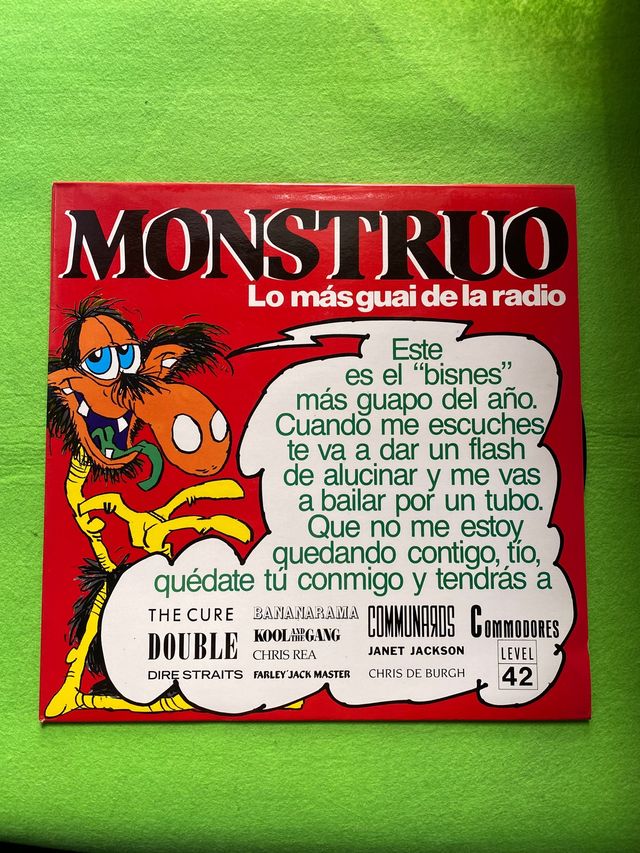 MONSTRUO
Lo más guai de la radio
Este
es el "bisnes"
más guapo del año.
Cuando me escuches
te va a dar un flash
de alucinar y me vas
a bailar por un tubo.
Que no me estoy
quedando contigo, tío,
quédate tú conmigo y tendrás a
THE CURE BANANARAMA COMMUNARDS COMMODORES
DOUBLE KOOL AND THE GANG JANET JACKSON LEVEL 42
CHRIS REA
DIRE STRAITS FARLEY 'JACK' MASTER CHRIS DE BURGH